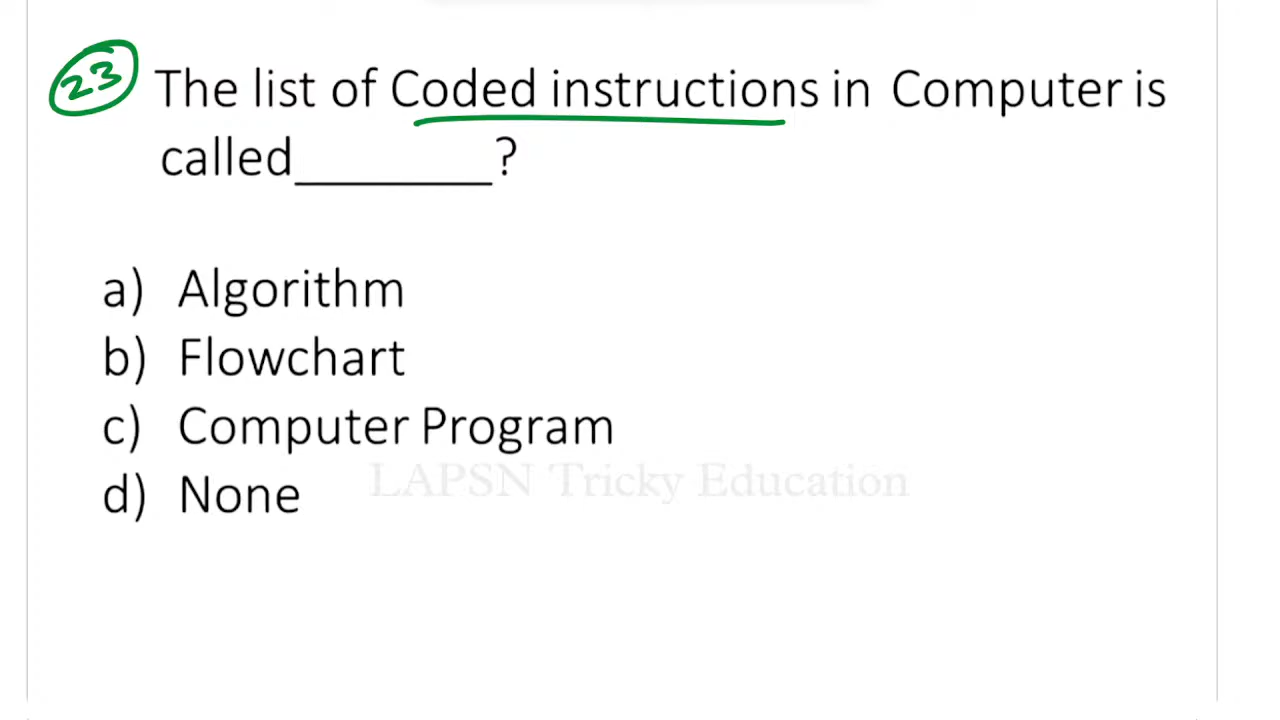 23 The list of Coded instructions in Computer is
called________?
a) Algorithm
b) Flowchart
c) Computer Program
d) None
LAPSN Tricky Education